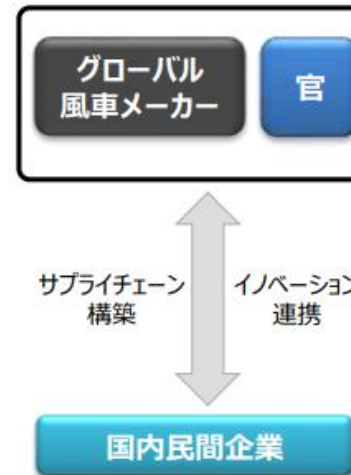 グローバル
風車メーカー
官
サプライチェーン
構築
イノベーション
連携
国内民間企業